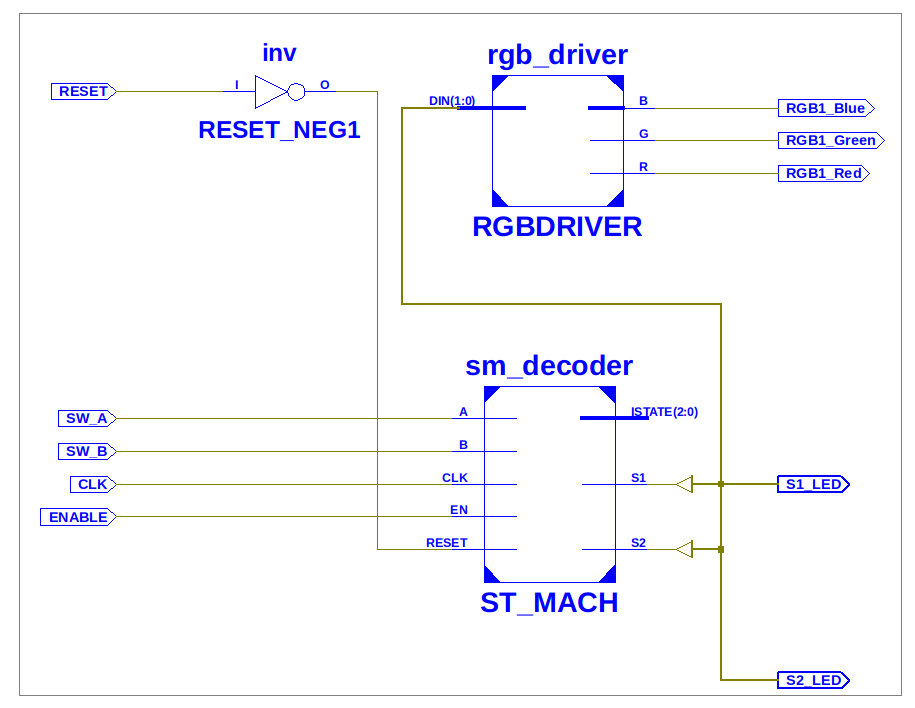 inv
rgb_driver
RESET
I
O
RESET_NEG1
DIN(1:0)
B
G
R
RGB1_Blue
RGB1_Green
RGB1_Red
RGBDRIVER
sm_decoder
SW_A
SW_B
CLK
ENABLE
A
B
CLK
EN
RESET
ISTATE(2:0)
S1
S2
S1_LED
ST_MACH
S2_LED